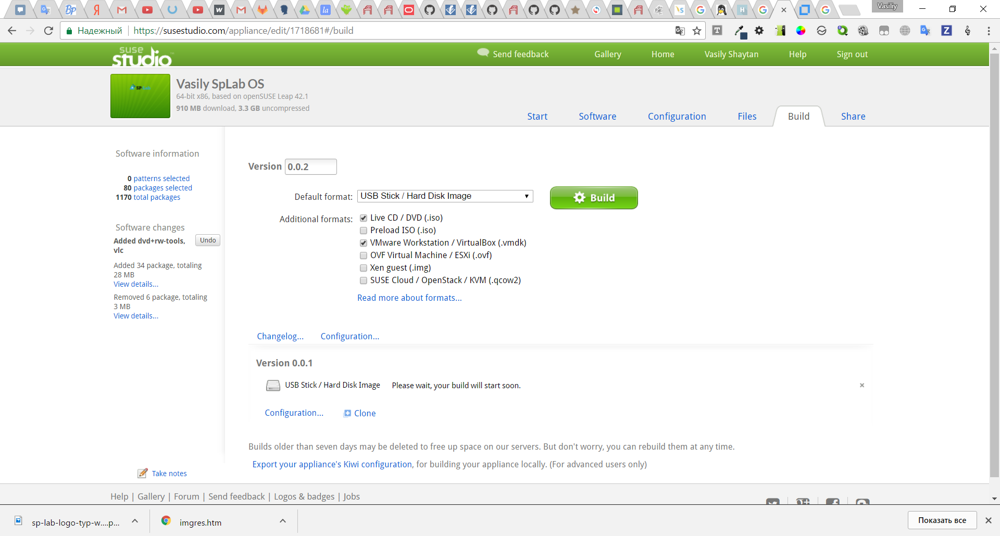 Vasiliy
Надежный
https://susestudio.com/appliance/edit/1718681#/build
suse
studio
Send feedback
Gallery
Home
Vasily Shaytan
Help
Sign out
Vasily SpLab OS
64-bit x86, based on openSUSE Leap 42.1
910 MB download, 3.3 GB uncompressed
Start
Software
Configuration
Files
Build
Share
Software information
0 patterns selected
80 packages selected
1170 total packages
Software changes
Added dvd+rw-tools,
vlc
Undo
Added 34 package, totaling
28 MB
View details...
Removed 6 package, totaling
3 MB
View details...
Take notes
Version 0.0.2
Default format: USB Stick / Hard Disk Image
Build
Additional formats: Live CD / DVD (.iso)
Preload ISO (.iso)
VMware Workstation / VirtualBox (.vmdk)
OVF Virtual Machine / ESXi (.ovf)
Xen guest (.img)
SUSE Cloud / OpenStack / KVM (.qcow2)
Read more about formats...
Changelog... Configuration...
Version 0.0.1
USB Stick / Hard Disk Image Please wait, your build will start soon.
Configuration... Clone
Builds older than seven days may be deleted to free up space on our servers. But don't worry, you can rebuild them at any time.
Export your appliance's Kiwi configuration, for building your appliance locally. (For advanced users only)
Help | Gallery | Forum | Send feedback | Logos & badges | Jobs
sp-lab-logo-typ-w....p...
imgres.htm
Показать все